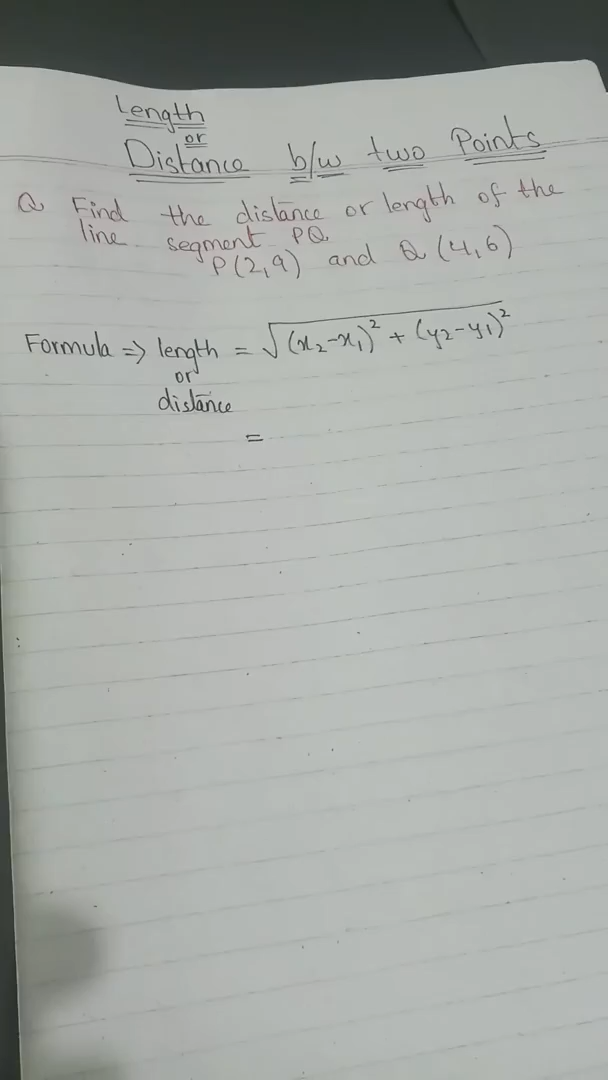 Length
or
Distance b/w two Points
Q Find the distance or length of the
line segment PQ
P(2,9) and Q (4,6)
Formula => length = √(x₂-x₁)² + (y₂-y₁)²
or
distance
=